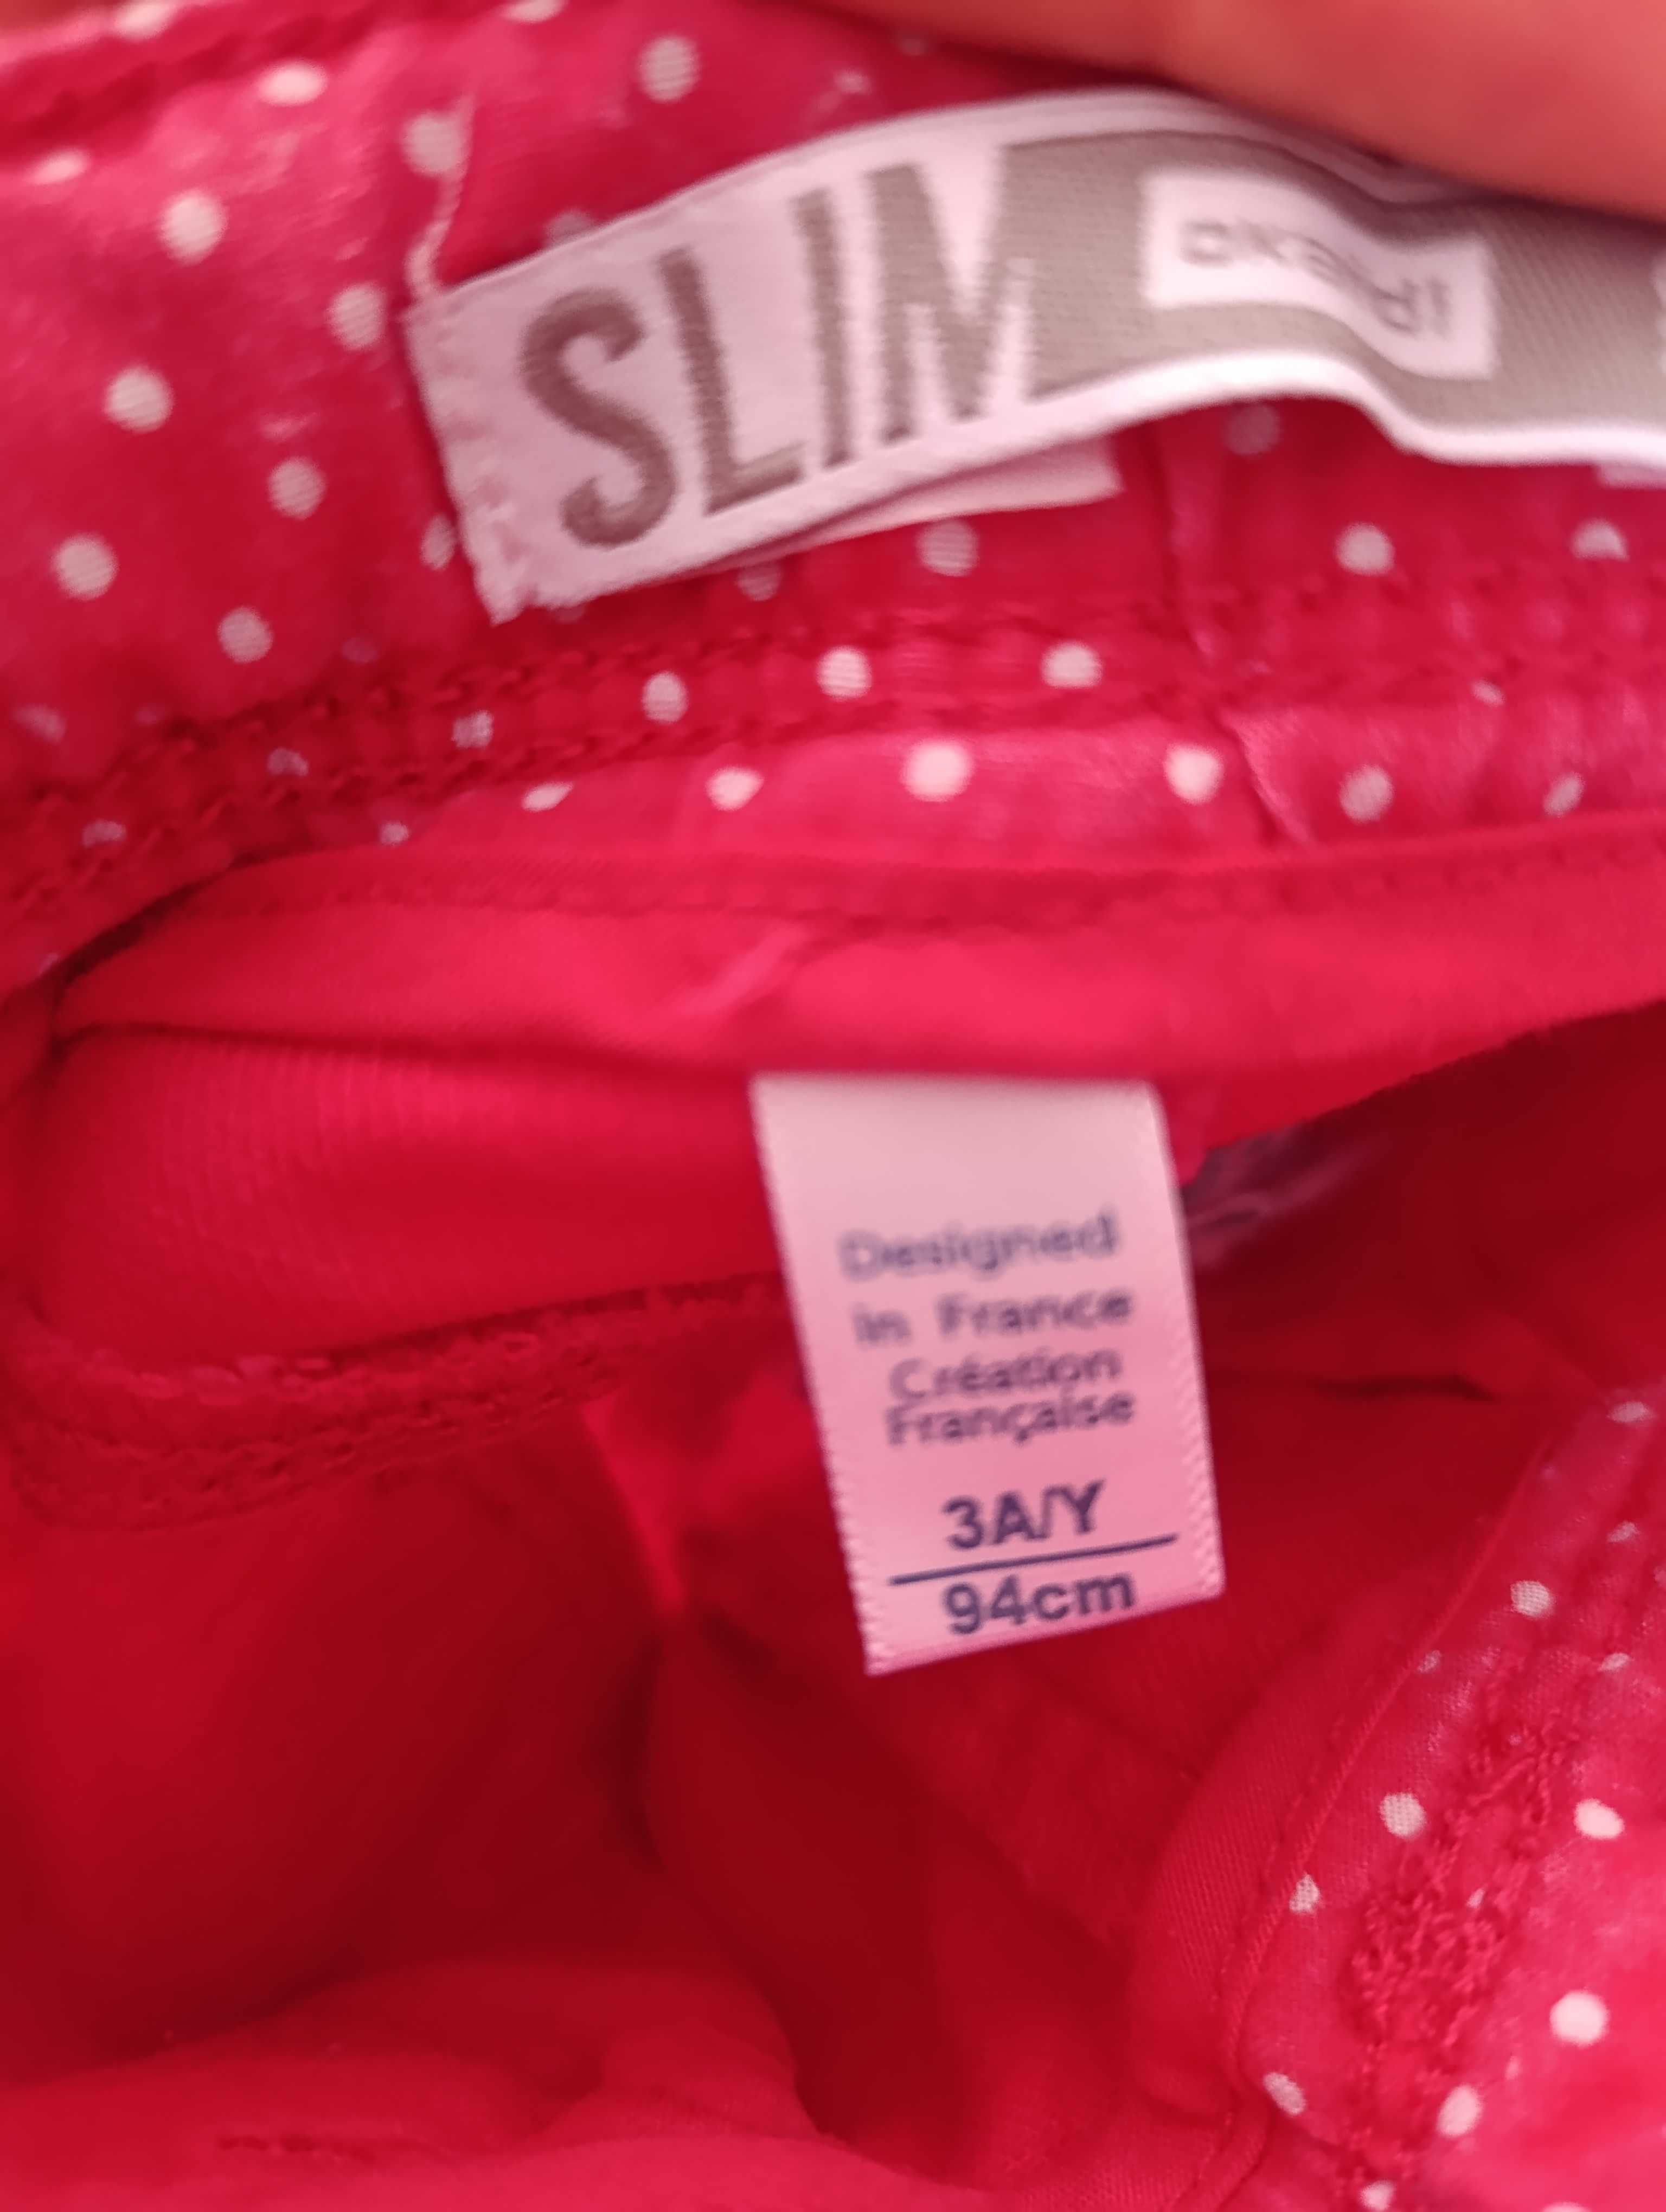 SLIM
okaïdi
Designed
in France
Création
Française
3A/Y
94cm